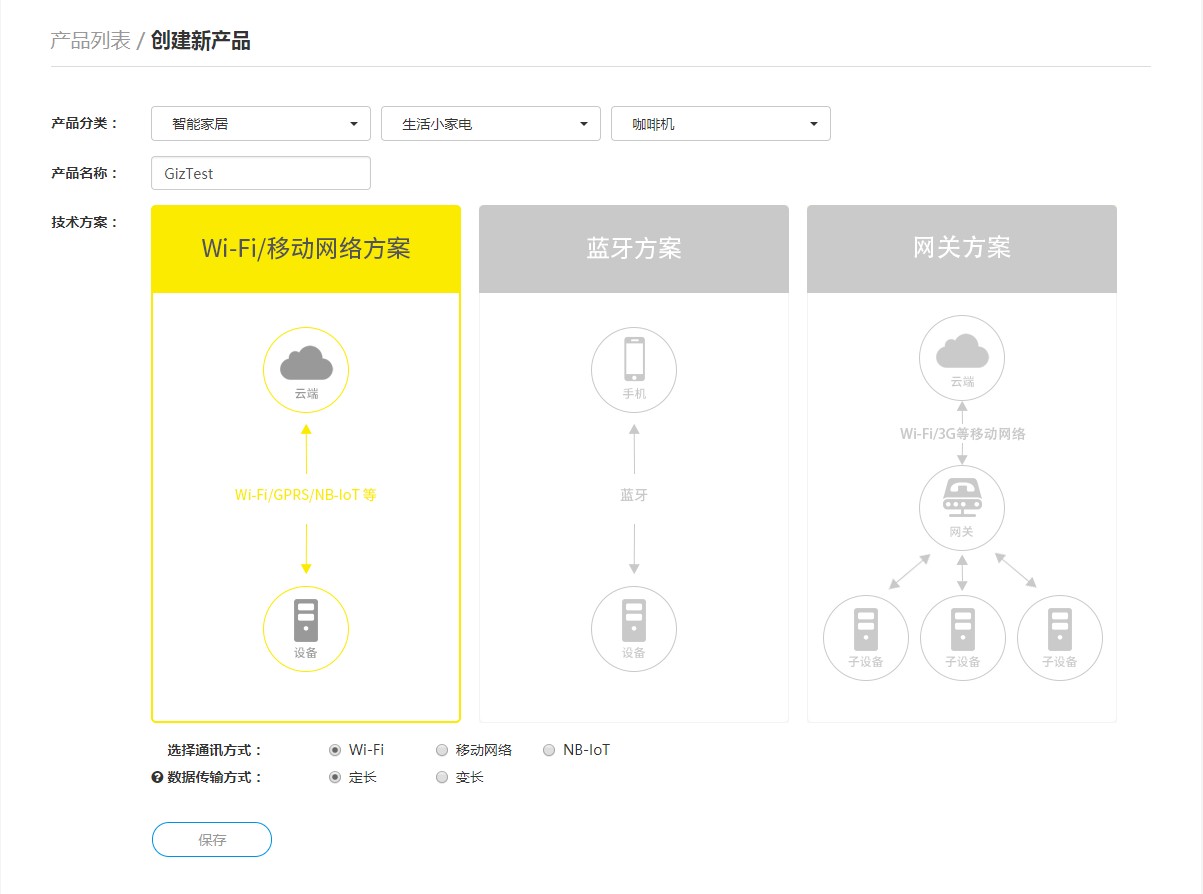 产品列表 / 创建新产品
产品分类： 智能家居 生活小家电 咖啡机
产品名称： GizTest
技术方案：
Wi-Fi/移动网络方案
云端
Wi-Fi/GPRS/NB-IoT 等
设备
蓝牙方案
手机
蓝牙
设备
网关方案
云端
Wi-Fi/3G等移动网络
网关
子设备 子设备 子设备
选择通讯方式： Wi-Fi 移动网络 NB-IoT
? 数据传输方式： 定长 变长
保存